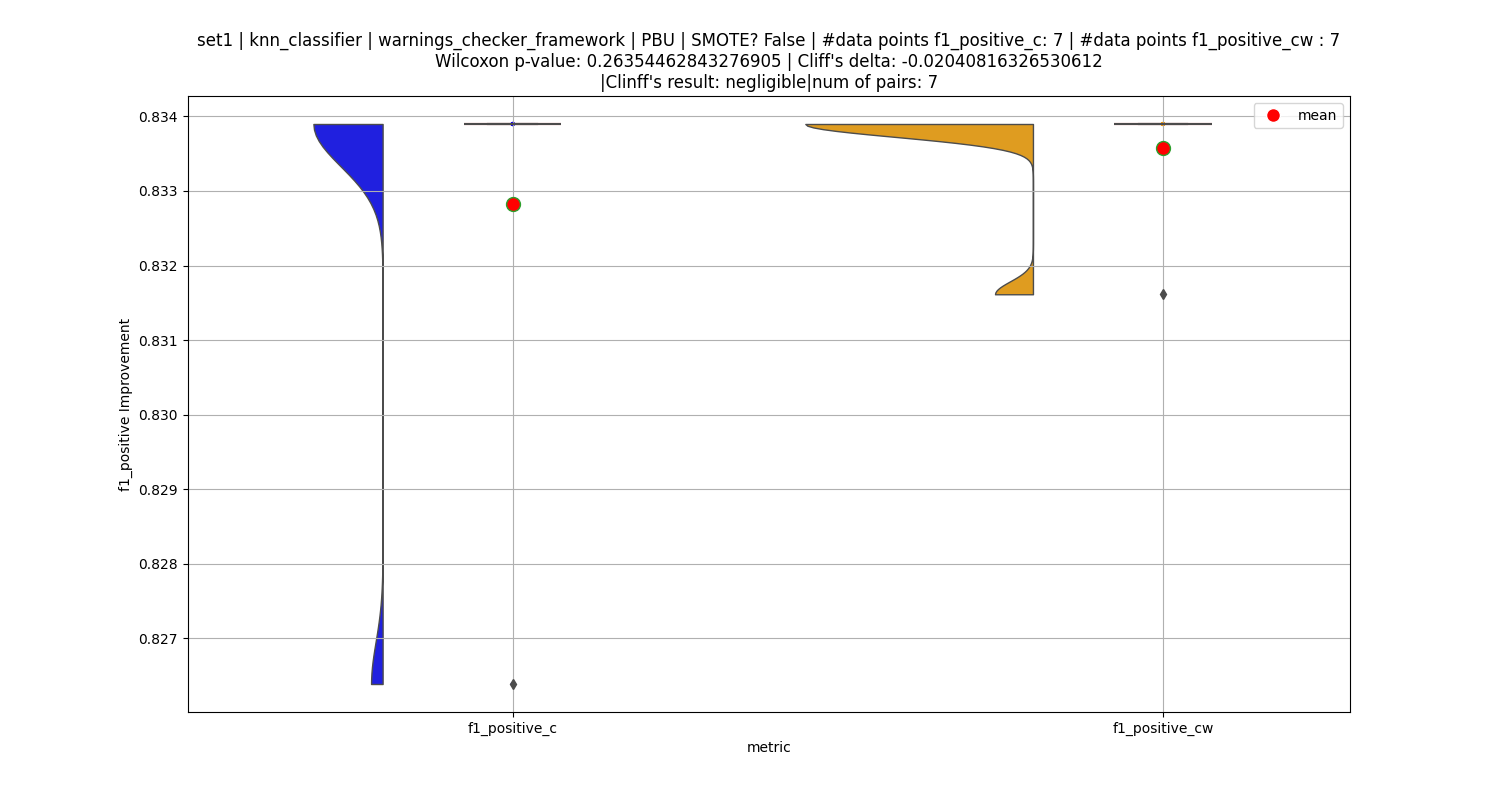 set1 | knn_classifier | warnings_checker_framework | PBU | SMOTE? False | #data points f1_positive_c: 7 | #data points f1_positive_cw : 7
Wilcoxon p-value: 0.26354462843276905 | Cliff's delta: -0.02040816326530612
|Clinff's result: negligible|num of pairs: 7
mean
0.834
0.833
0.832
0.831
0.830
0.829
0.828
0.827
f1_positive Improvement
f1_positive_c
f1_positive_cw
metric